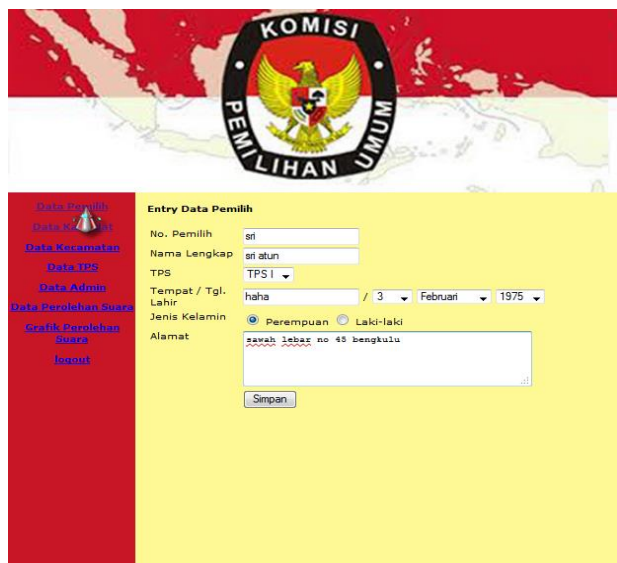 KOMISI
PEMILIHAN UMUM
Data Pemilih
Data
Data Kecamatan
Data TPS
Data Admin
Data Perolehan Suara
Grafik Perolehan
Suara
logout
Entry Data Pemilih
No. Pemilih sri
Nama Lengkap sri atun
TPS TPS I
Tempat / Tgl. Lahir haha / 3 Februari 1975
Jenis Kelamin Perempuan Laki-laki
Alamat sawah lebar no 45 bengkulu
Simpan